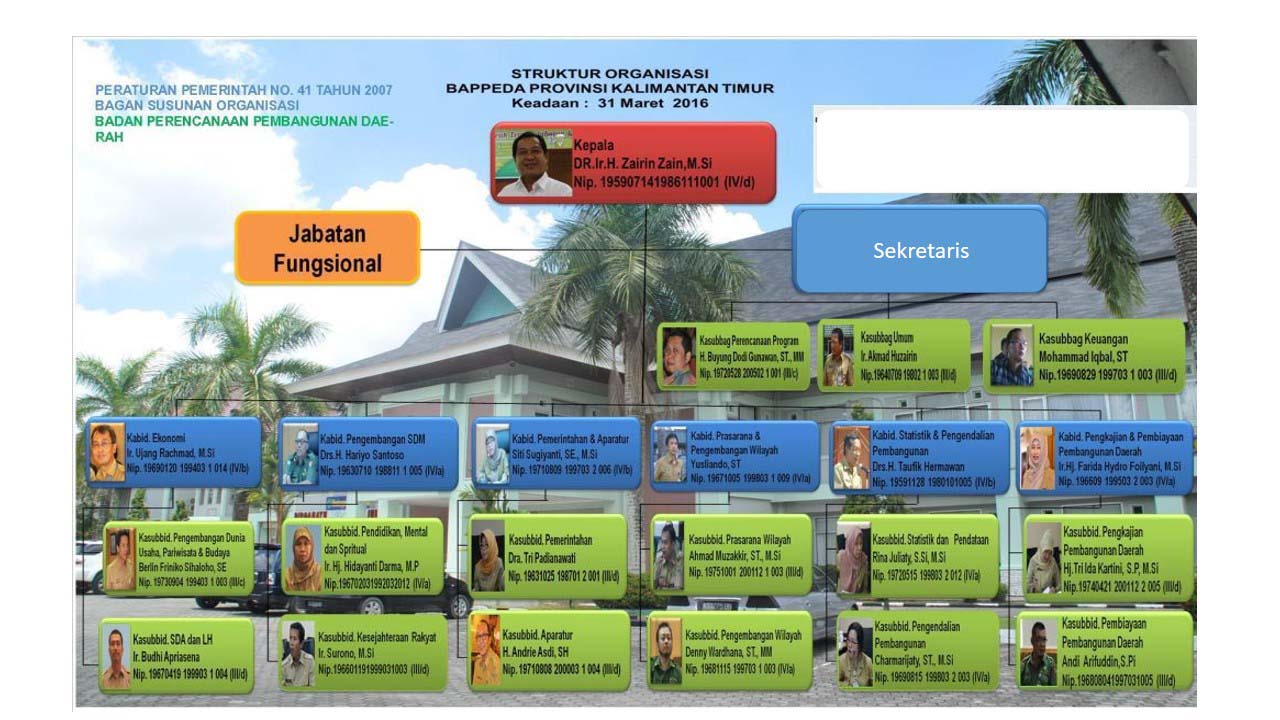 PERATURAN PEMERINTAH NO. 41 TAHUN 2007
BAGAN SUSUNAN ORGANISASI
BADAN PERENCANAAN PEMBANGUNAN DAE-
RAH
STRUKTUR ORGANISASI
BAPPEDA PROVINSI KALIMANTAN TIMUR
Keadaan : 31 Maret 2016
Kepala
DR.Ir.H. Zairin Zain,M.Si
Nip. 195907141986111001 (IV/d)
Jabatan
Fungsional
Sekretaris
Kasubbag Perencanaan Program
H. Buyung Dodi Gunawan, ST., MM
Nip. 19720528 200502 1 001 (III/c)
Kasubbag Umum
Ir. Akmad Huzairin
Nip. 19640709 19802 1 003 (III/d)
Kasubbag Keuangan
Mohammad Iqbal, ST
Nip.19690829 199703 1 003 (III/d)
Kabid. Ekonomi
Ir. Ujang Rachmad, M.Si
Nip. 19690120 199403 1 014 (IV/b)
Kabid. Pengembangan SDM
Drs.H. Hariyo Santoso
Nip. 19630710 198811 1 005 (IV/a)
Kabid. Pemerintahan & Aparatur
Siti Sugiyanti, SE., M.Si
Nip. 19710809 199703 2 006 (IV/b)
Kabid. Prasarana &
Pengembangan Wilayah
Yusliando, ST
Nip. 19671005 199803 1 009 (IV/a)
Kabid. Statistik & Pengendalian
Pembangunan
Drs.H. Taufik Hermawan
Nip. 19591128 1980101005 (IV/b)
Kabid. Pengkajian & Pembiayaan
Pembangunan Daerah
Ir.Hj. Farida Hydro Foilyani, M.Si
Nip. 196609 199503 2 003 (IV/a)
Kasubbid. Pengembangan Dunia
Usaha, Pariwisata & Budaya
Berlin Friniko Sihaloho, SE
Nip. 19730904 199403 1 003 (III/c)
Kasubbid. Pendidikan, Mental
dan Spritual
Ir. Hj. Hidayanti Darma, M.P
Nip. 196702031992032012 (IV/a)
Kasubbid. Pemerintahan
Dra. Tri Padianawati
Nip. 19631025 198701 2 001 (III/d)
Kasubbid. Prasarana Wilayah
Ahmad Muzakkir, ST., M.Si
Nip. 19751001 200112 1 003 (III/d)
Kasubbid. Statistik dan Pendataan
Rina Juliaty, S.Si, M.Si
Nip. 19720515 199803 2 012 (IV/a)
Kasubbid. Pengkajian
Pembangunan Daerah
Hj.Tri Ida Kartini, S.P, M.Si
Nip.19740421 200112 2 005 (III/d)
Kasubbid. SDA dan LH
Ir. Budhi Apriasena
Nip. 19670419 199903 1 004 (III/d)
Kasubbid. Kesejahteraan Rakyat
Ir. Surono, M.Si
Nip. 196601191999031003 (III/d)
Kasubbid. Aparatur
H. Andrie Asdi, SH
Nip. 19710808 200003 1 004 (III/d)
Kasubbid. Pengembangan Wilayah
Denny Wardhana, ST., MM
Nip. 19681115 199703 1 003 (IV/a)
Kasubbid. Pengendalian
Pembangunan
Charmarijaty, ST., M.Si
Nip. 19690815 199803 2 003 (IV/a)
Kasubbid. Pembiayaan
Pembangunan Daerah
Andi Arifuddin,S.Pi
Nip.196808041997031005 (III/d)